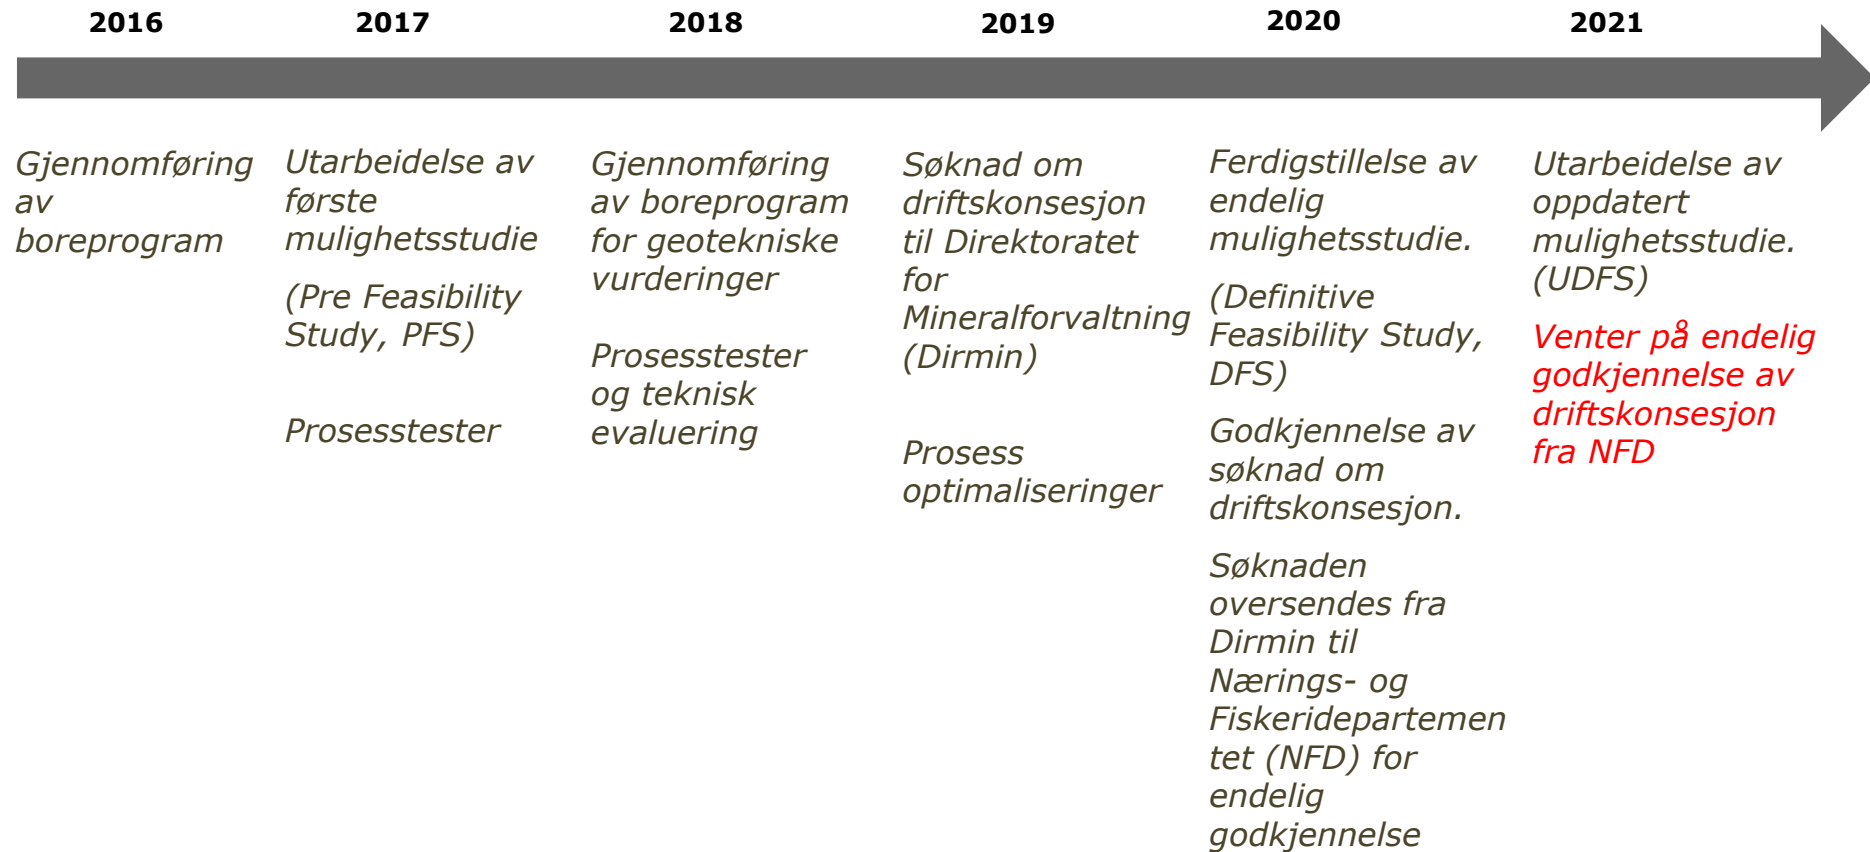 2016
2017
2018
2019
2020
2021
Gjennomføring
av
boreprogram
Utarbeidelse av
første
mulighetsstudie
(Pre Feasibility
Study, PFS)
Prosesstester
Gjennomføring
av boreprogram
for geotekniske
vurderinger
Prosesstester
og teknisk
evaluering
Søknad om
driftskonsesjon
til Direktoratet
for
Mineralforvaltning
(Dirmin)
Prosess
optimaliseringer
Ferdigstillelse av
endelig
mulighetsstudie.
(Definitive
Feasibility Study,
DFS)
Godkjennelse av
søknad om
driftskonsesjon.
Søknaden
oversendes fra
Dirmin til
Nærings- og
Fiskeridepartemen
tet (NFD) for
endelig
godkjennelse
Utarbeidelse av
oppdatert
mulighetsstudie.
(UDFS)
Venter på endelig
godkjennelse av
driftskonsesjon
fra NFD